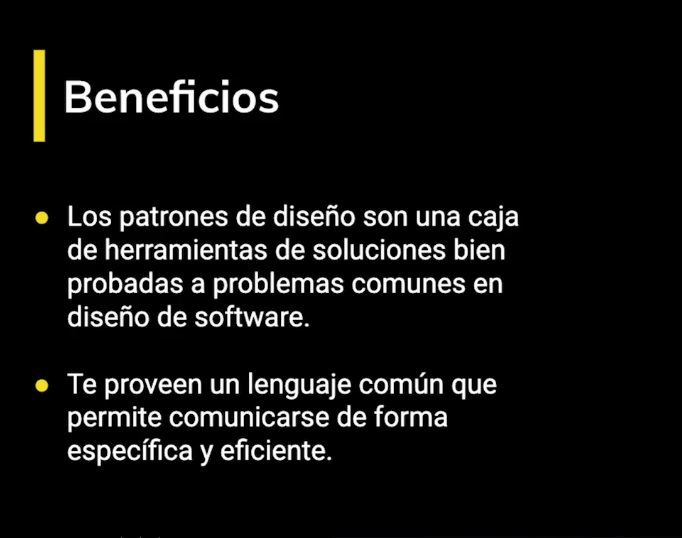 Beneficios
Los patrones de diseño son una caja
de herramientas de soluciones bien
probadas a problemas comunes en
diseño de software.
Te proveen un lenguaje común que
permite comunicarse de forma
específica y eficiente.